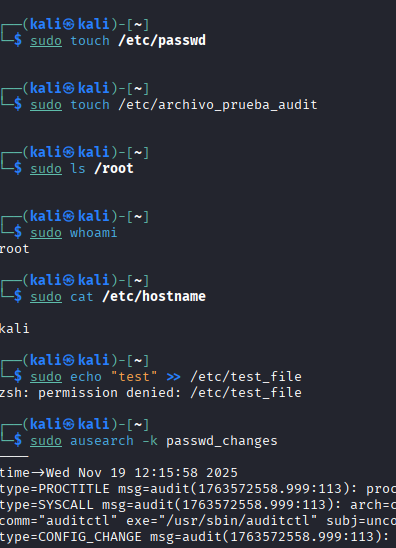 ┌──(kali㉿kali)-[~]
└─$ sudo touch /etc/passwd
┌──(kali㉿kali)-[~]
└─$ sudo touch /etc/archivo_prueba_audit
┌──(kali㉿kali)-[~]
└─$ sudo ls /root
┌──(kali㉿kali)-[~]
└─$ sudo whoami
root
┌──(kali㉿kali)-[~]
└─$ sudo cat /etc/hostname
kali
┌──(kali㉿kali)-[~]
└─$ sudo echo "test" >> /etc/test_file
zsh: permission denied: /etc/test_file
┌──(kali㉿kali)-[~]
└─$ sudo ausearch -k passwd_changes
────
time->Wed Nov 19 12:15:58 2025
type=PROCTITLE msg=audit(1763572558.999:113): proc
type=SYSCALL msg=audit(1763572558.999:113): arch=c
comm="auditctl" exe="/usr/sbin/auditctl" subj=unco
type=CONFIG_CHANGE msg=audit(1763572558.999:113):